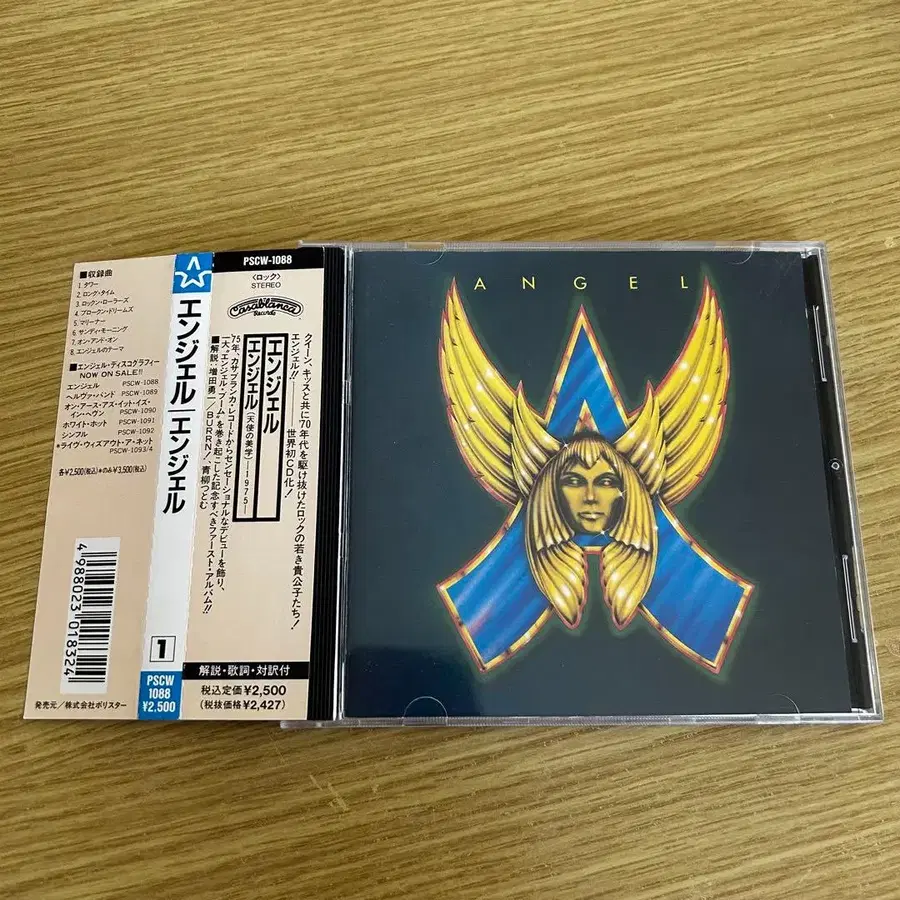 ■収録曲
1. タワー
2. ロング・タイム
3. ロックン・ローラーズ
4. ブロークン・ドリームズ
5. マリーナー
6. サンディ・モーニング
7. オン・アンド・オン
8. エンジェルのテーマ
■エンジェル・ディスコグラフィー
NOW ON SALE!!
エンジェル PSCW-1088
ヘルヴァ・バンド PSCW-1089
オン・アース・アズ・イット・イズ・
イン・ヘヴン PSCW-1090
ホワイト・ホット PSCW-1091
シンフル PSCW-1092
*ライヴ・ウィズアウト・ア・ネット
PSCW-1093/4
各¥2,500(税込)*のみ¥3,500(税込)
4 988023 018324
発売元/株式会社ポリスター
エンジェル|エンジェル
1
PSCW
1088
¥2,500
PSCW-1088
〈ロック〉
STEREO
Casablanca
Records
クイーン、キッスと共に70年代を駆け抜けたロックの若き貴公子たち!
エンジェル!!――世界初CD化!
エンジェル
エンジェル(天使の美学)―1975―
75年、カサブランカ・レコードからセンセーショナルなデビューを飾り、
一大“エンジェル・ブーム”を巻き起こした記念すべきファースト・アルバム!!
■解説:増田勇一/BURRN!、青柳つとむ
解説・歌詞・対訳付
税込定価¥2,500
(税抜価格¥2,427)
ANGEL